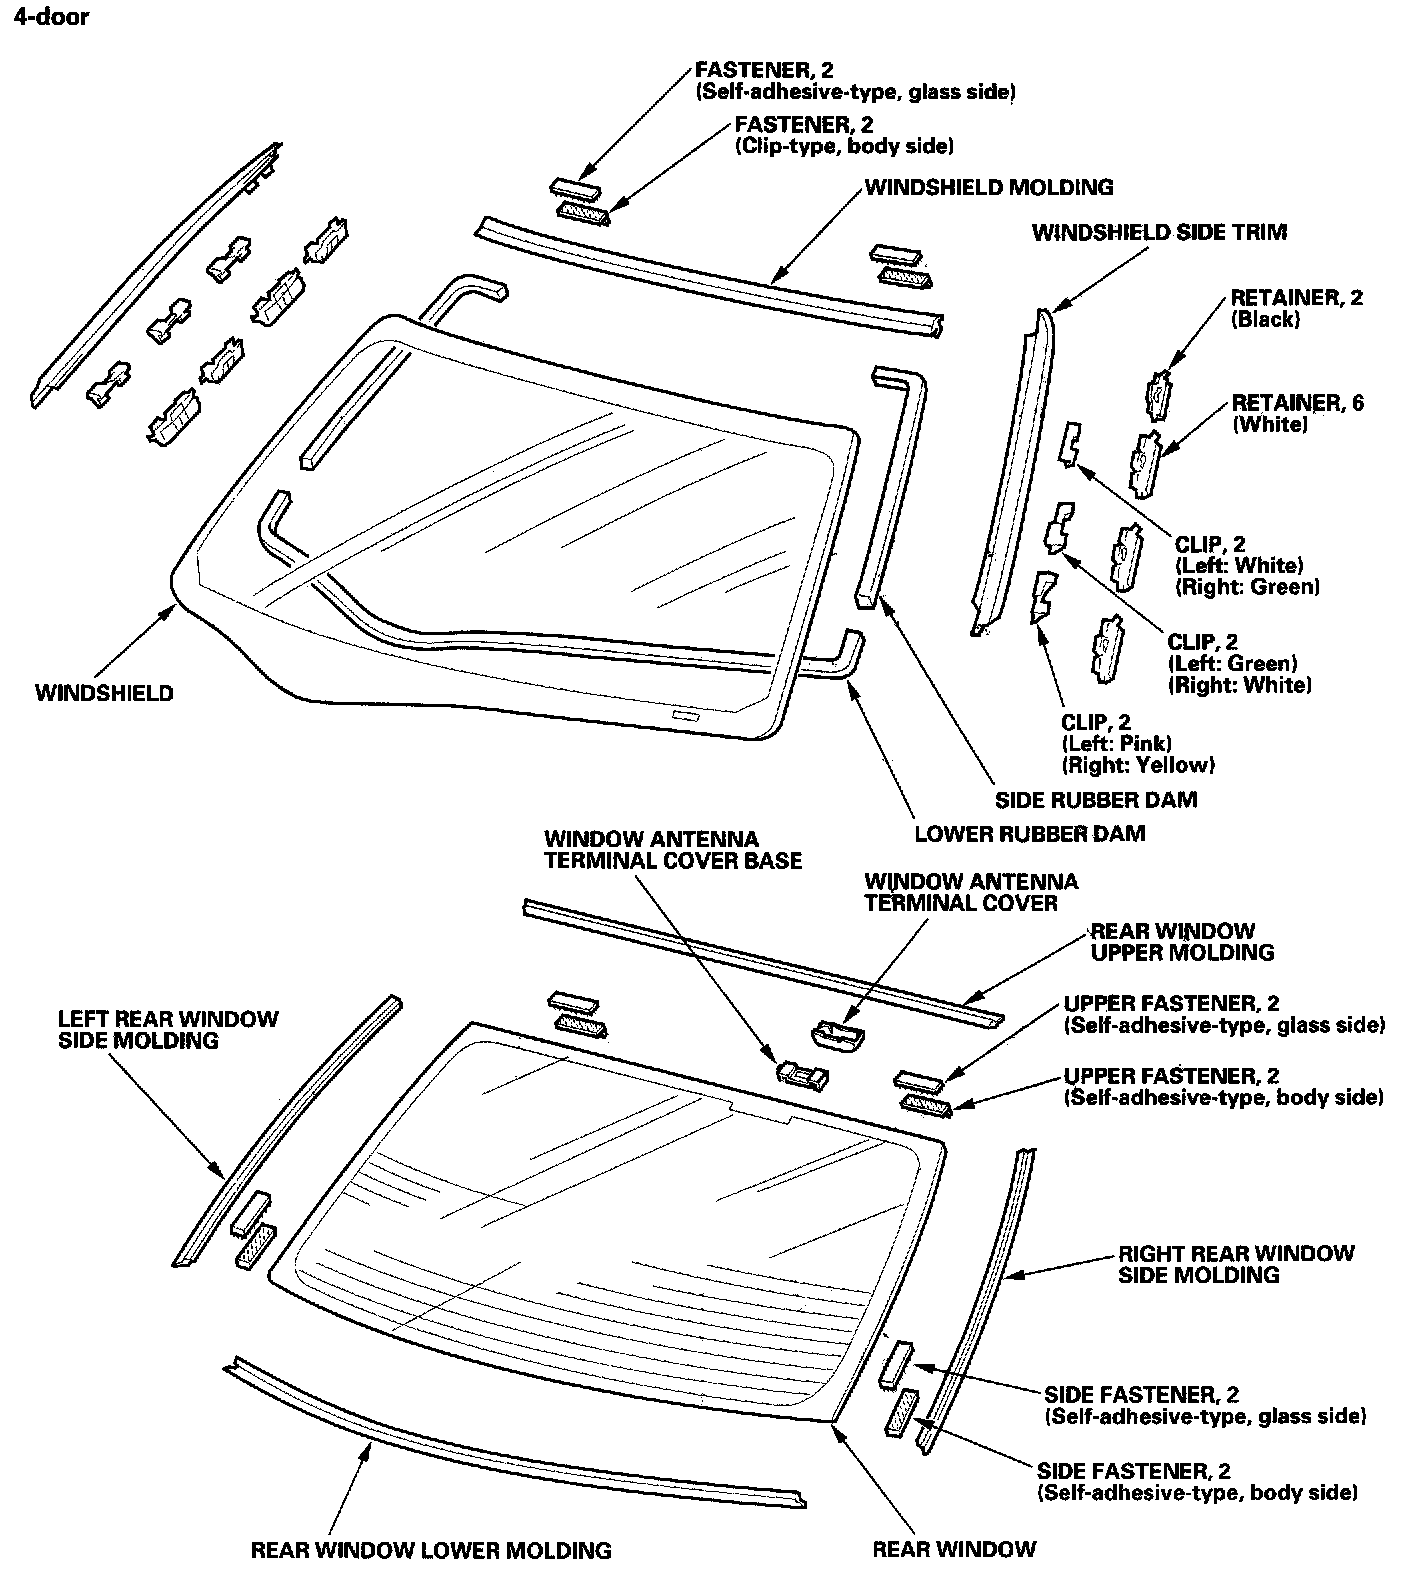 4-door
FASTENER, 2
(Self-adhesive-type, glass side)
FASTENER, 2
(Clip-type, body side)
WINDSHIELD MOLDING
WINDSHIELD SIDE TRIM
RETAINER, 2
(Black)
RETAINER, 6
(White)
CLIP, 2
(Left: White)
(Right: Green)
CLIP, 2
(Left: Green)
(Right: White)
WINDSHIELD
CLIP, 2
(Left: Pink)
(Right: Yellow)
SIDE RUBBER DAM
LOWER RUBBER DAM
WINDOW ANTENNA
TERMINAL COVER BASE
WINDOW ANTENNA
TERMINAL COVER
REAR WINDOW
UPPER MOLDING
LEFT REAR WINDOW
SIDE MOLDING
UPPER FASTENER, 2
(Self-adhesive-type, glass side)
UPPER FASTENER, 2
(Self-adhesive-type, body side)
RIGHT REAR WINDOW
SIDE MOLDING
SIDE FASTENER, 2
(Self-adhesive-type, glass side)
SIDE FASTENER, 2
(Self-adhesive-type, body side)
REAR WINDOW LOWER MOLDING
REAR WINDOW